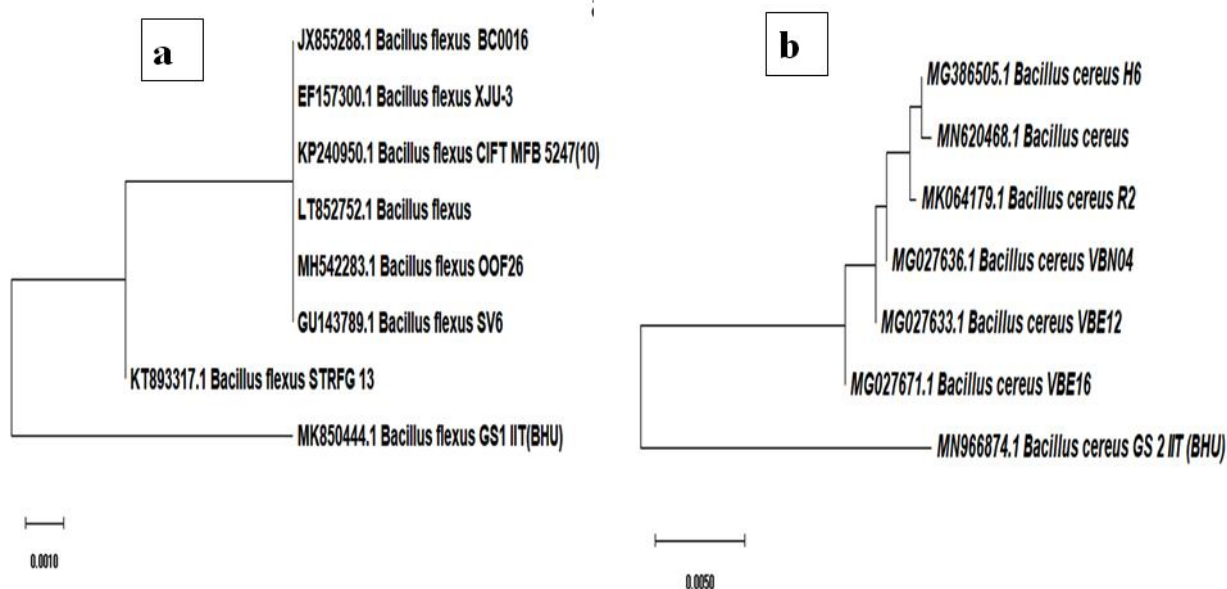 a
JX855288.1 Bacillus flexus BC0016
EF157300.1 Bacillus flexus XJU-3
KP240950.1 Bacillus flexus CIFT MFB 5247(10)
LT852752.1 Bacillus flexus
MH542283.1 Bacillus flexus OOF26
GU143789.1 Bacillus flexus SV6
KT893317.1 Bacillus flexus STRFG 13
MK850444.1 Bacillus flexus GS1 IIT(BHU)
0.0010
b
MG386505.1 Bacillus cereus H6
MN620468.1 Bacillus cereus
MK064179.1 Bacillus cereus R2
MG027636.1 Bacillus cereus VBN04
MG027633.1 Bacillus cereus VBE12
MG027671.1 Bacillus cereus VBE16
MN966874.1 Bacillus cereus GS 2 IIT (BHU)
0.0050